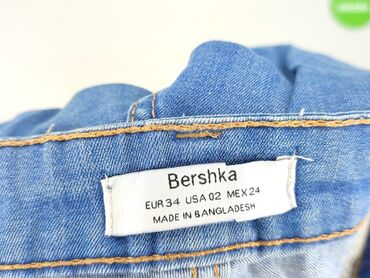 Bershka
EUR 34 USA 02 MEX 24
MADE IN BANGLADESH